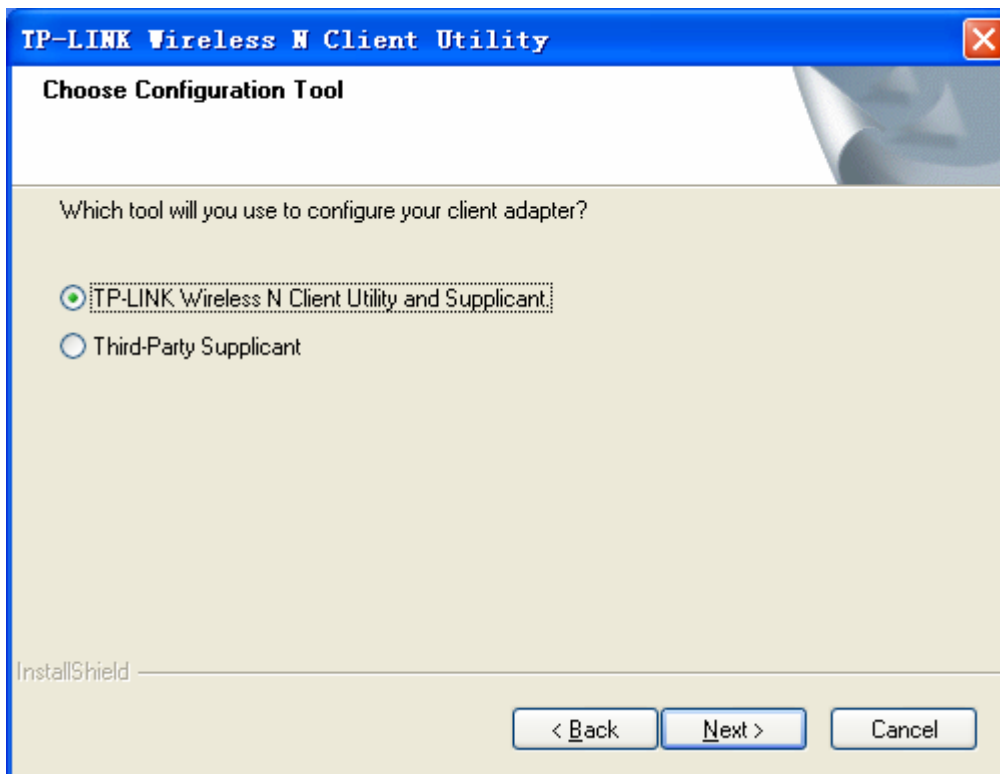 TP-LINK Wireless N Client Utility
Choose Configuration Tool
Which tool will you use to configure your client adapter?
TP-LINK Wireless N Client Utility and Supplicant.
Third-Party Supplicant
InstallShield
< Back Next > Cancel